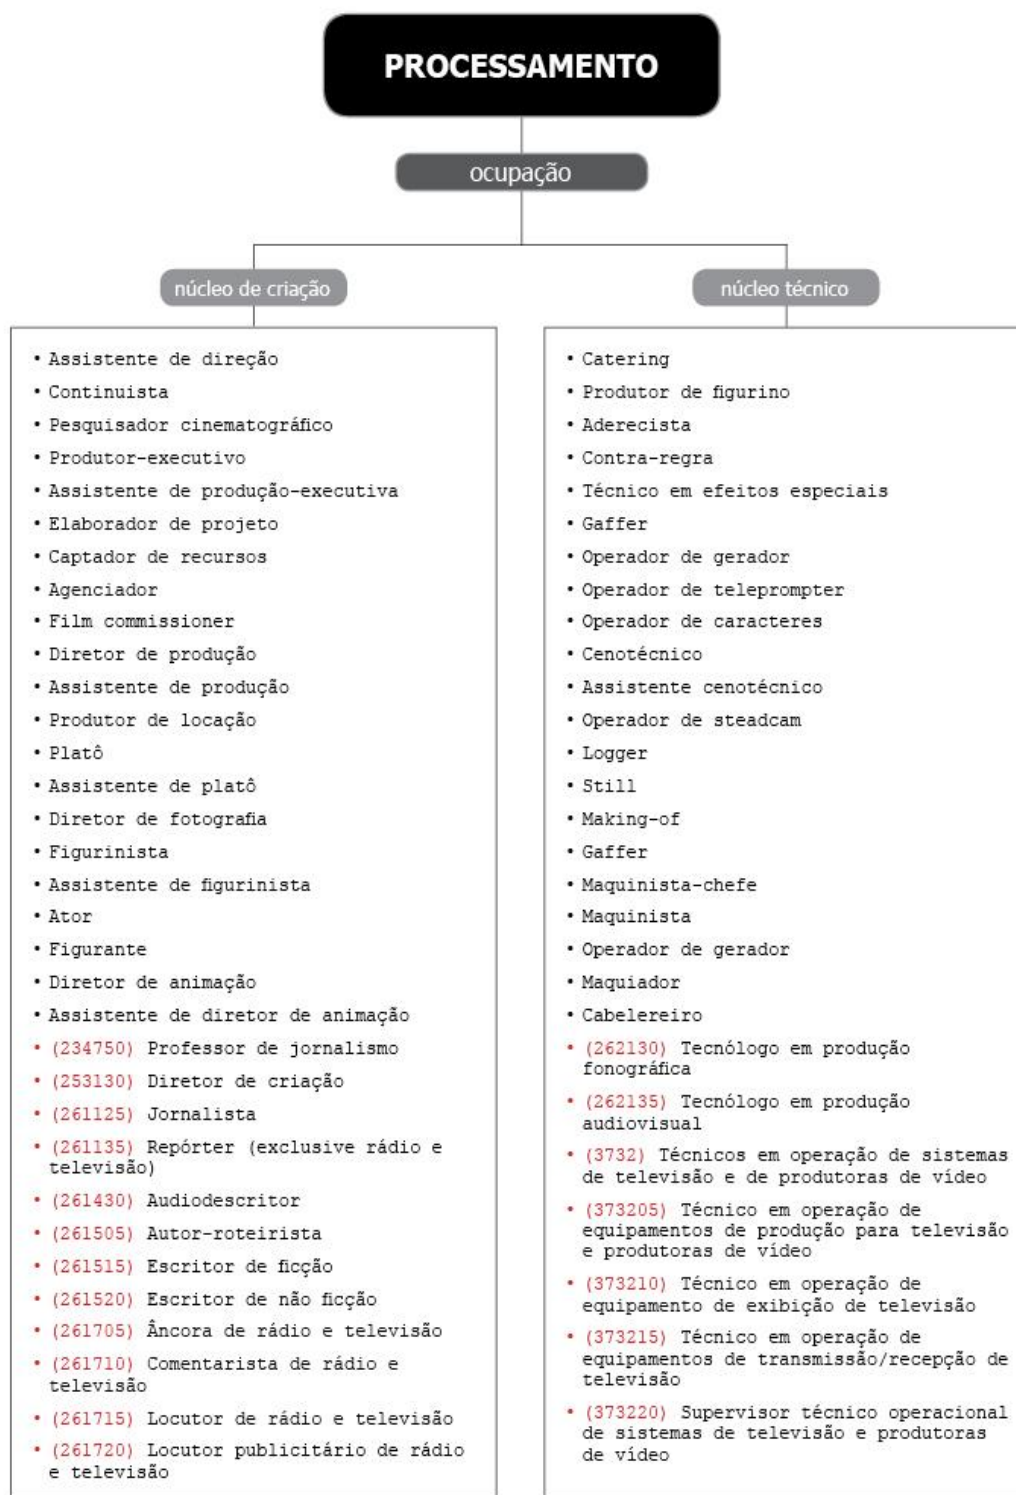 PROCESSAMENTO
ocupação
núcleo de criação
• Assistente de direção
• Continuista
• Pesquisador cinematográfico
• Produtor-executivo
• Assistente de produção-executiva
• Elaborador de projeto
• Captador de recursos
• Agenciador
• Film commissioner
• Diretor de produção
• Assistente de produção
• Produtor de locação
• Platô
• Assistente de platô
• Diretor de fotografia
• Figurinista
• Assistente de figurinista
• Ator
• Figurante
• Diretor de animação
• Assistente de diretor de animação
• (234750) Professor de jornalismo
• (253130) Diretor de criação
• (261125) Jornalista
• (261135) Repórter (exclusive rádio e
televisão)
• (261430) Audiodescritor
• (261505) Autor-roteirista
• (261515) Escritor de ficção
• (261520) Escritor de não ficção
• (261705) Âncora de rádio e televisão
• (261710) Comentarista de rádio e
televisão
• (261715) Locutor de rádio e televisão
• (261720) Locutor publicitário de rádio
e televisão
núcleo técnico
• Catering
• Produtor de figurino
• Aderecista
• Contra-regra
• Técnico em efeitos especiais
• Gaffer
• Operador de gerador
• Operador de teleprompter
• Operador de caracteres
• Cenotécnico
• Assistente cenotécnico
• Operador de steadcam
• Logger
• Still
• Making-of
• Gaffer
• Maquinista-chefe
• Maquinista
• Operador de gerador
• Maquiador
• Cabelereiro
• (262130) Tecnólogo em produção
fonográfica
• (262135) Tecnólogo em produção
audiovisual
• (3732) Técnicos em operação de sistemas
de televisão e de produtoras de vídeo
• (373205) Técnico em operação de
equipamentos de produção para televisão
e produtoras de vídeo
• (373210) Técnico em operação de
equipamento de exibição de televisão
• (373215) Técnico em operação de
equipamentos de transmissão/recepção de
televisão
• (373220) Supervisor técnico operacional
de sistemas de televisão e produtoras
de vídeo